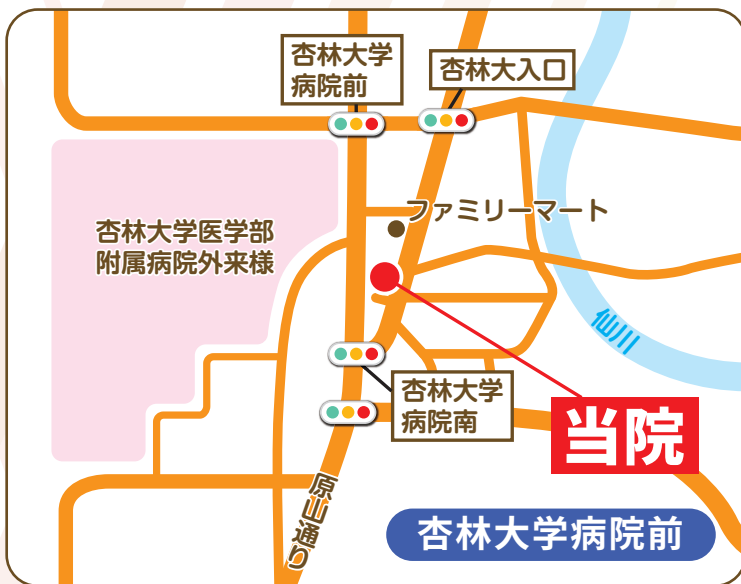 杏林大学
病院前
杏林大入口
ファミリーマート
杏林大学医学部
附属病院外来様
仙川
杏林大学
病院南
当院
原山通り
杏林大学病院前